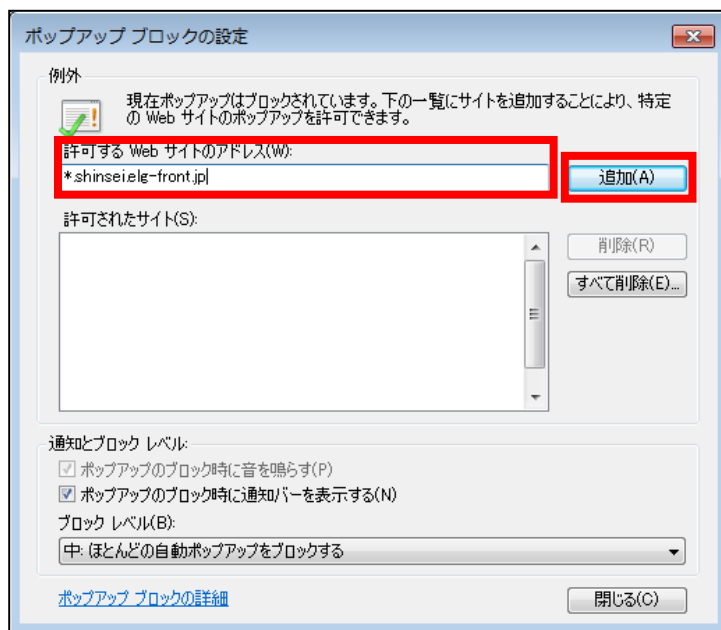 ポップアップ ブロックの設定
例外
現在ポップアップはブロックされています。下の一覧にサイトを追加することにより、特定
の Web サイトのポップアップを許可できます。
許可する Web サイトのアドレス(W):
*.shinsei.elg-front.jp
追加(A)
許可されたサイト(S):
削除(R)
すべて削除(E)...
通知とブロック レベル:
ポップアップのブロック時に音を鳴らす(P)
ポップアップのブロック時に通知バーを表示する(N)
ブロック レベル(B):
中: ほとんどの自動ポップアップをブロックする
ポップアップ ブロックの詳細
閉じる(C)